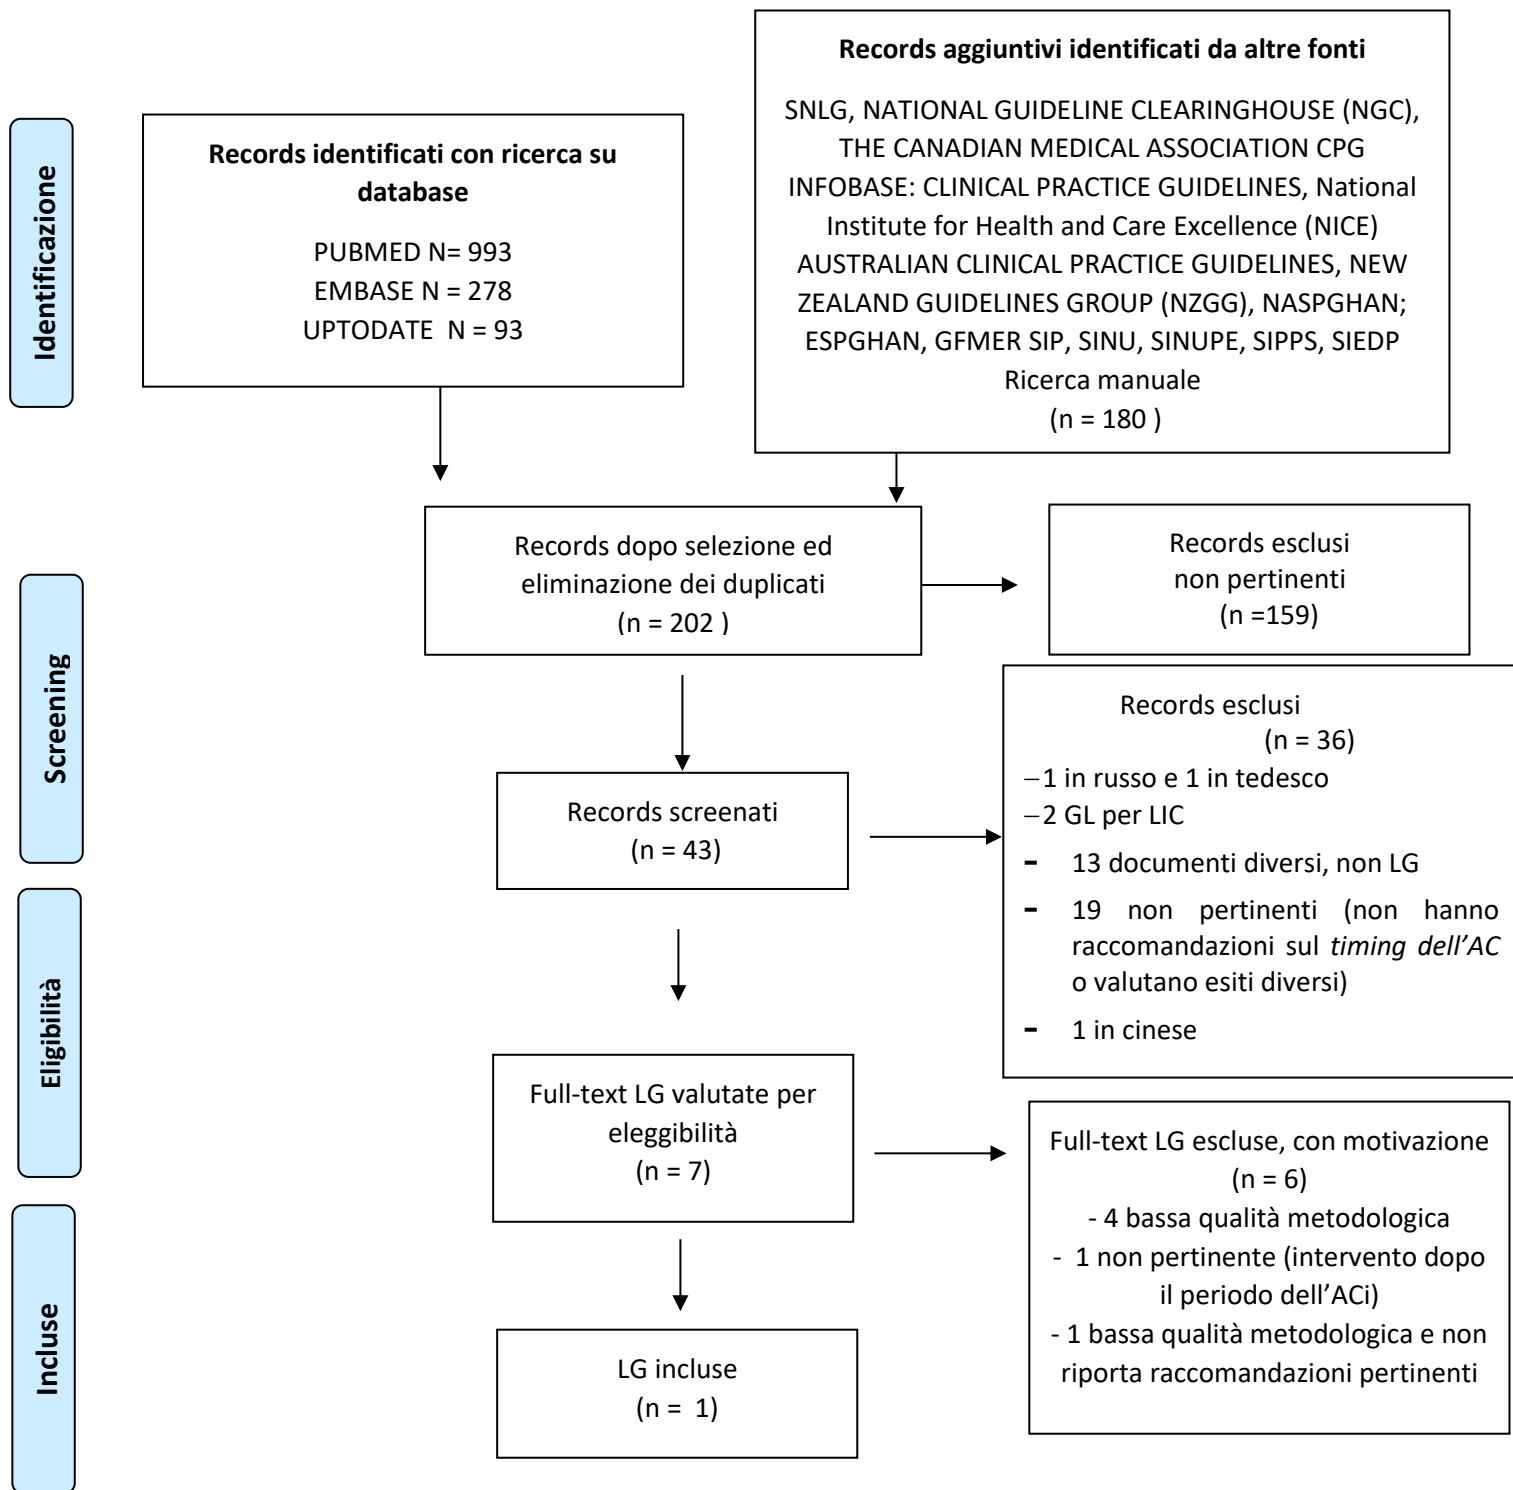 Identificazione
Records identificati con ricerca su
database
PUBMED N= 993
EMBASE N = 278
UPTODATE N = 93
Records aggiuntivi identificati da altre fonti
SNLG, NATIONAL GUIDELINE CLEARINGHOUSE (NGC),
THE CANADIAN MEDICAL ASSOCIATION CPG
INFOBASE: CLINICAL PRACTICE GUIDELINES, National
Institute for Health and Care Excellence (NICE)
AUSTRALIAN CLINICAL PRACTICE GUIDELINES, NEW
ZEALAND GUIDELINES GROUP (NZGG), NASPGHAN;
ESPGHAN, GFMER SIP, SINU, SINUPE, SIPPS, SIEDP
Ricerca manuale
(n = 180 )
Screening
Records dopo selezione ed
eliminazione dei duplicati
(n = 202 )
Records esclusi
non pertinenti
(n =159)
Records screenati
(n = 43)
Records esclusi
(n = 36)
–1 in russo e 1 in tedesco
–2 GL per LIC
- 13 documenti diversi, non LG
- 19 non pertinenti (non hanno
raccomandazioni sul timing dell’AC
o valutano esiti diversi)
- 1 in cinese
Eligibilità
Full-text LG valutate per
eleggibilità
(n = 7)
Full-text LG escluse, con motivazione
(n = 6)
- 4 bassa qualità metodologica
- 1 non pertinente (intervento dopo
il periodo dell’ACi)
- 1 bassa qualità metodologica e non
riporta raccomandazioni pertinenti
Incluse
LG incluse
(n = 1)